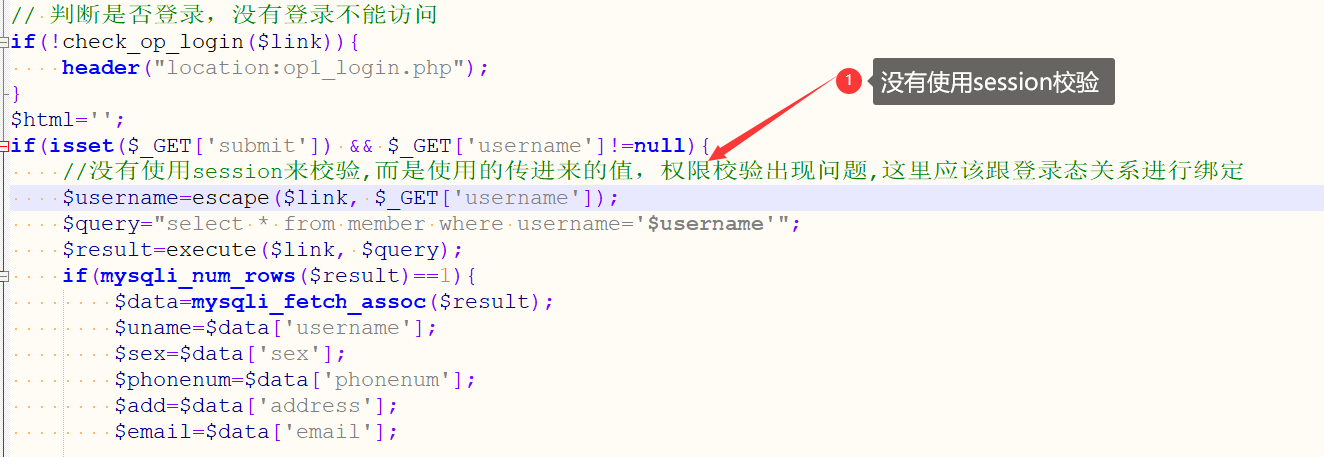 // 判断是否登录，没有登录不能访问
if(!check_op_login($link)){
    header("location:op1_login.php");
}
1 没有使用session校验
$html='';
if(isset($_GET['submit']) && $_GET['username']!=null){
    //没有使用session来校验,而是使用的传进来的值，权限校验出现问题,这里应该跟登录态关系进行绑定
    $username=escape($link, $_GET['username']);
    $query="select * from member where username='$username'";
    $result=execute($link, $query);
    if(mysqli_num_rows($result)==1){
        $data=mysqli_fetch_assoc($result);
        $uname=$data['username'];
        $sex=$data['sex'];
        $phonenum=$data['phonenum'];
        $add=$data['address'];
        $email=$data['email'];